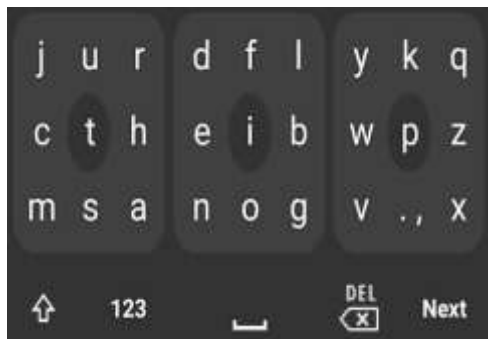 j u r d f l y k q
c t h e i b w p z
m s a n o g v ., x
DEL
123 Next